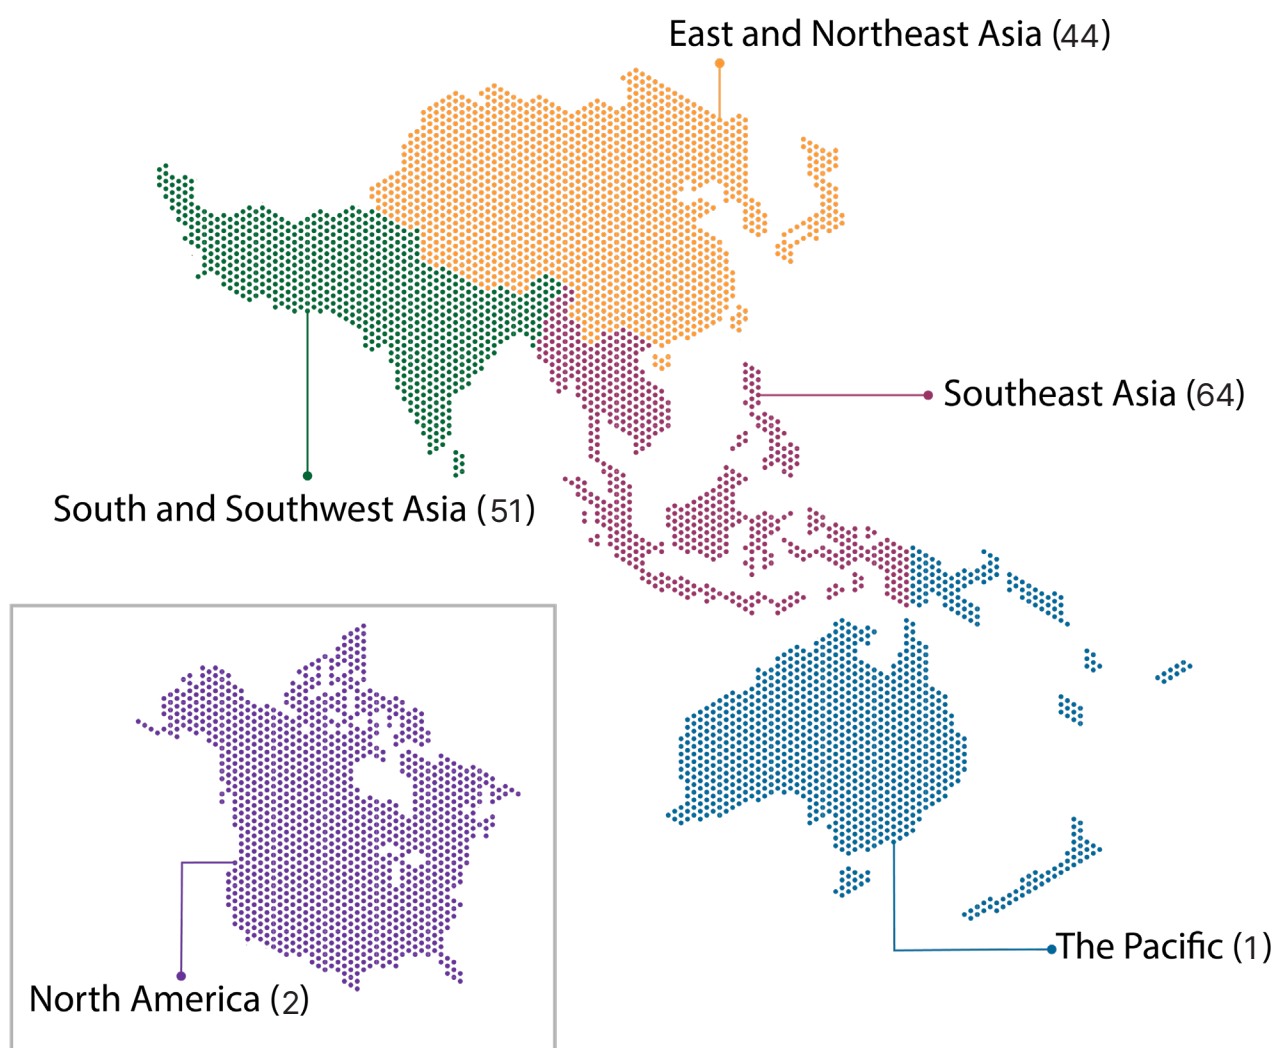 East and Northeast Asia (44)
Southeast Asia (64)
South and Southwest Asia (51)
The Pacific (1)
North America (2)